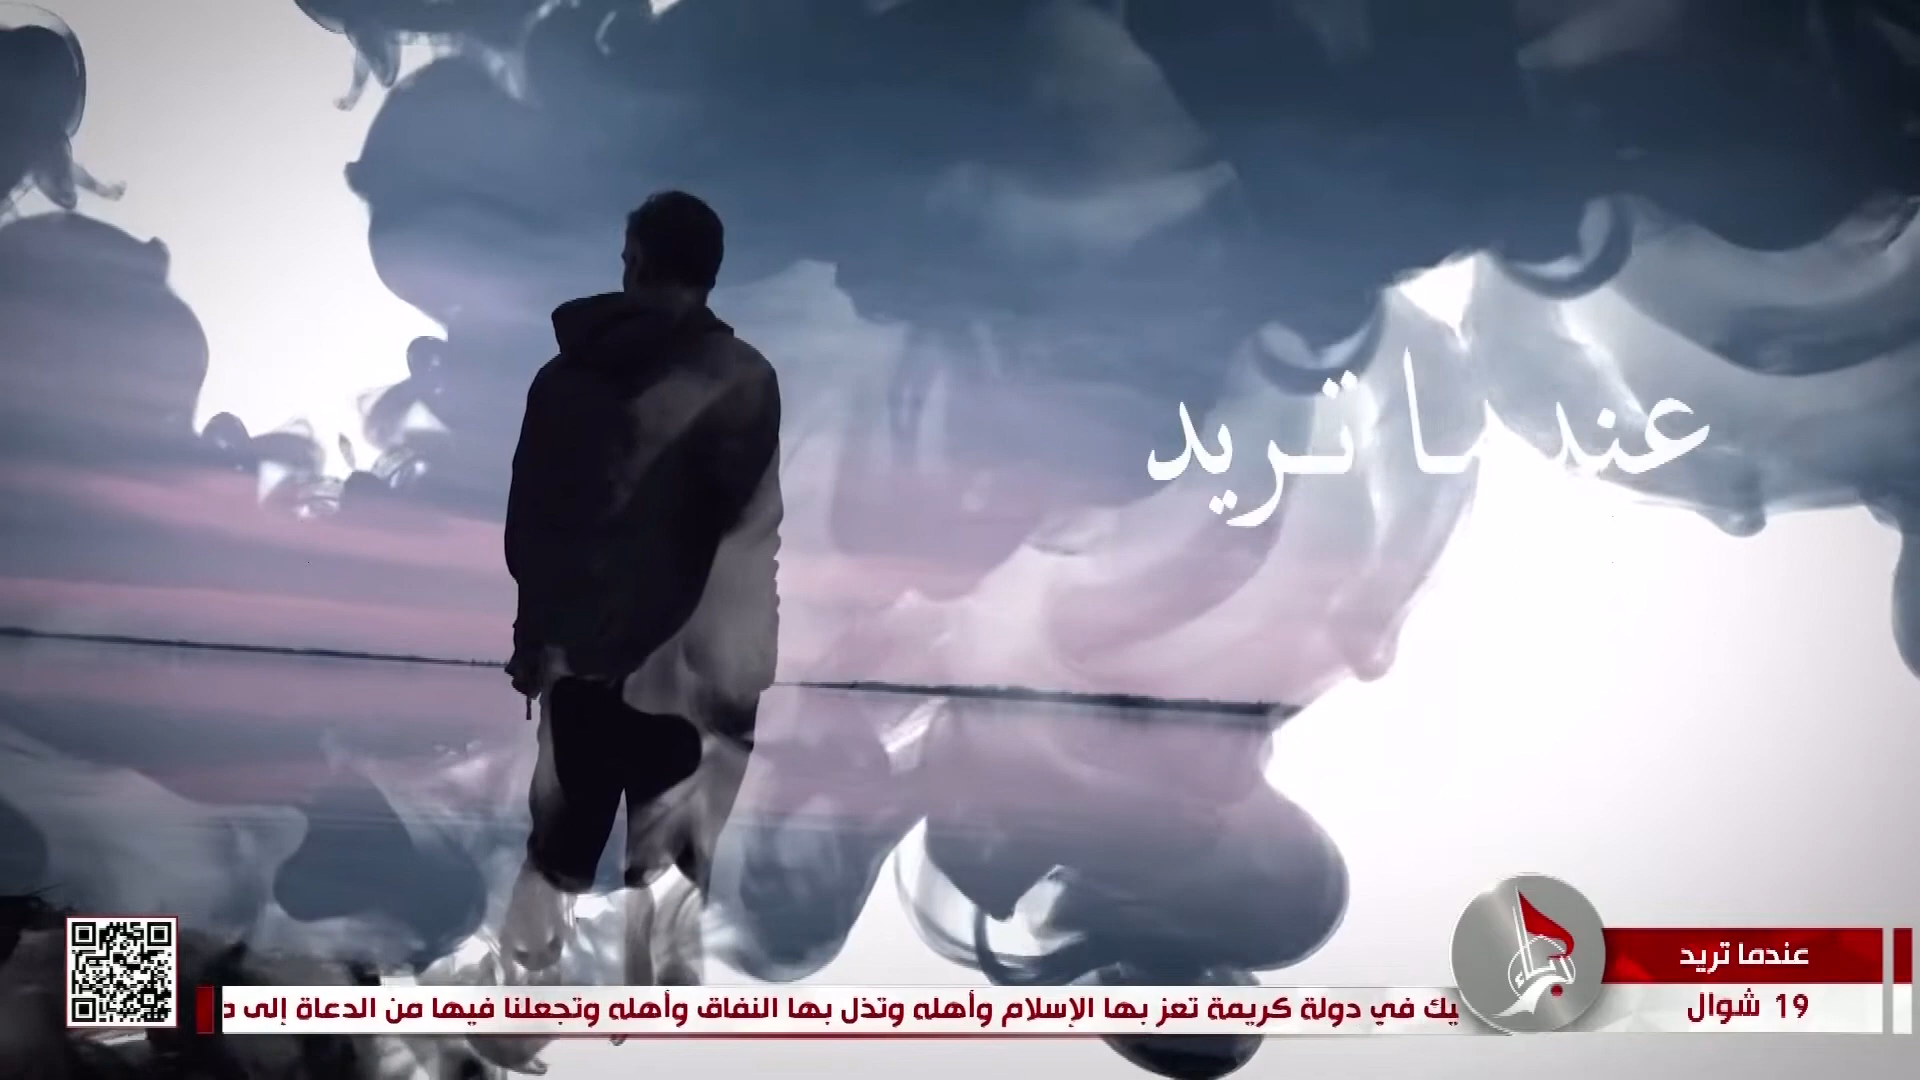 عندما تريد
عندما تريد
19 شوال
يك في دولة كريمة تعز بها الإسلام وأهله وتذل بها النفاق وأهله وتجعلنا فيها من الدعاة إلى
كربلاء